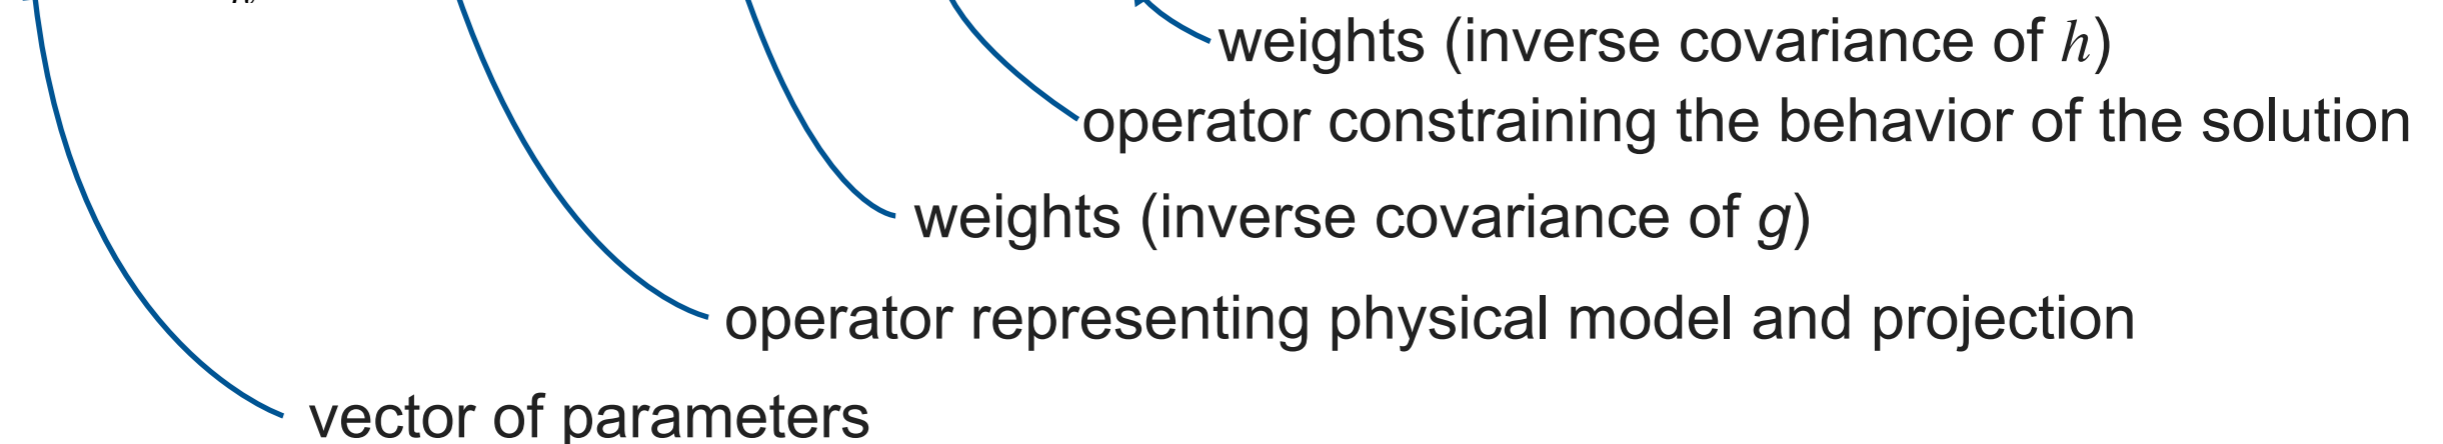 weights (inverse covariance of h)
operator constraining the behavior of the solution
weights (inverse covariance of g)
operator representing physical model and projection
vector of parameters